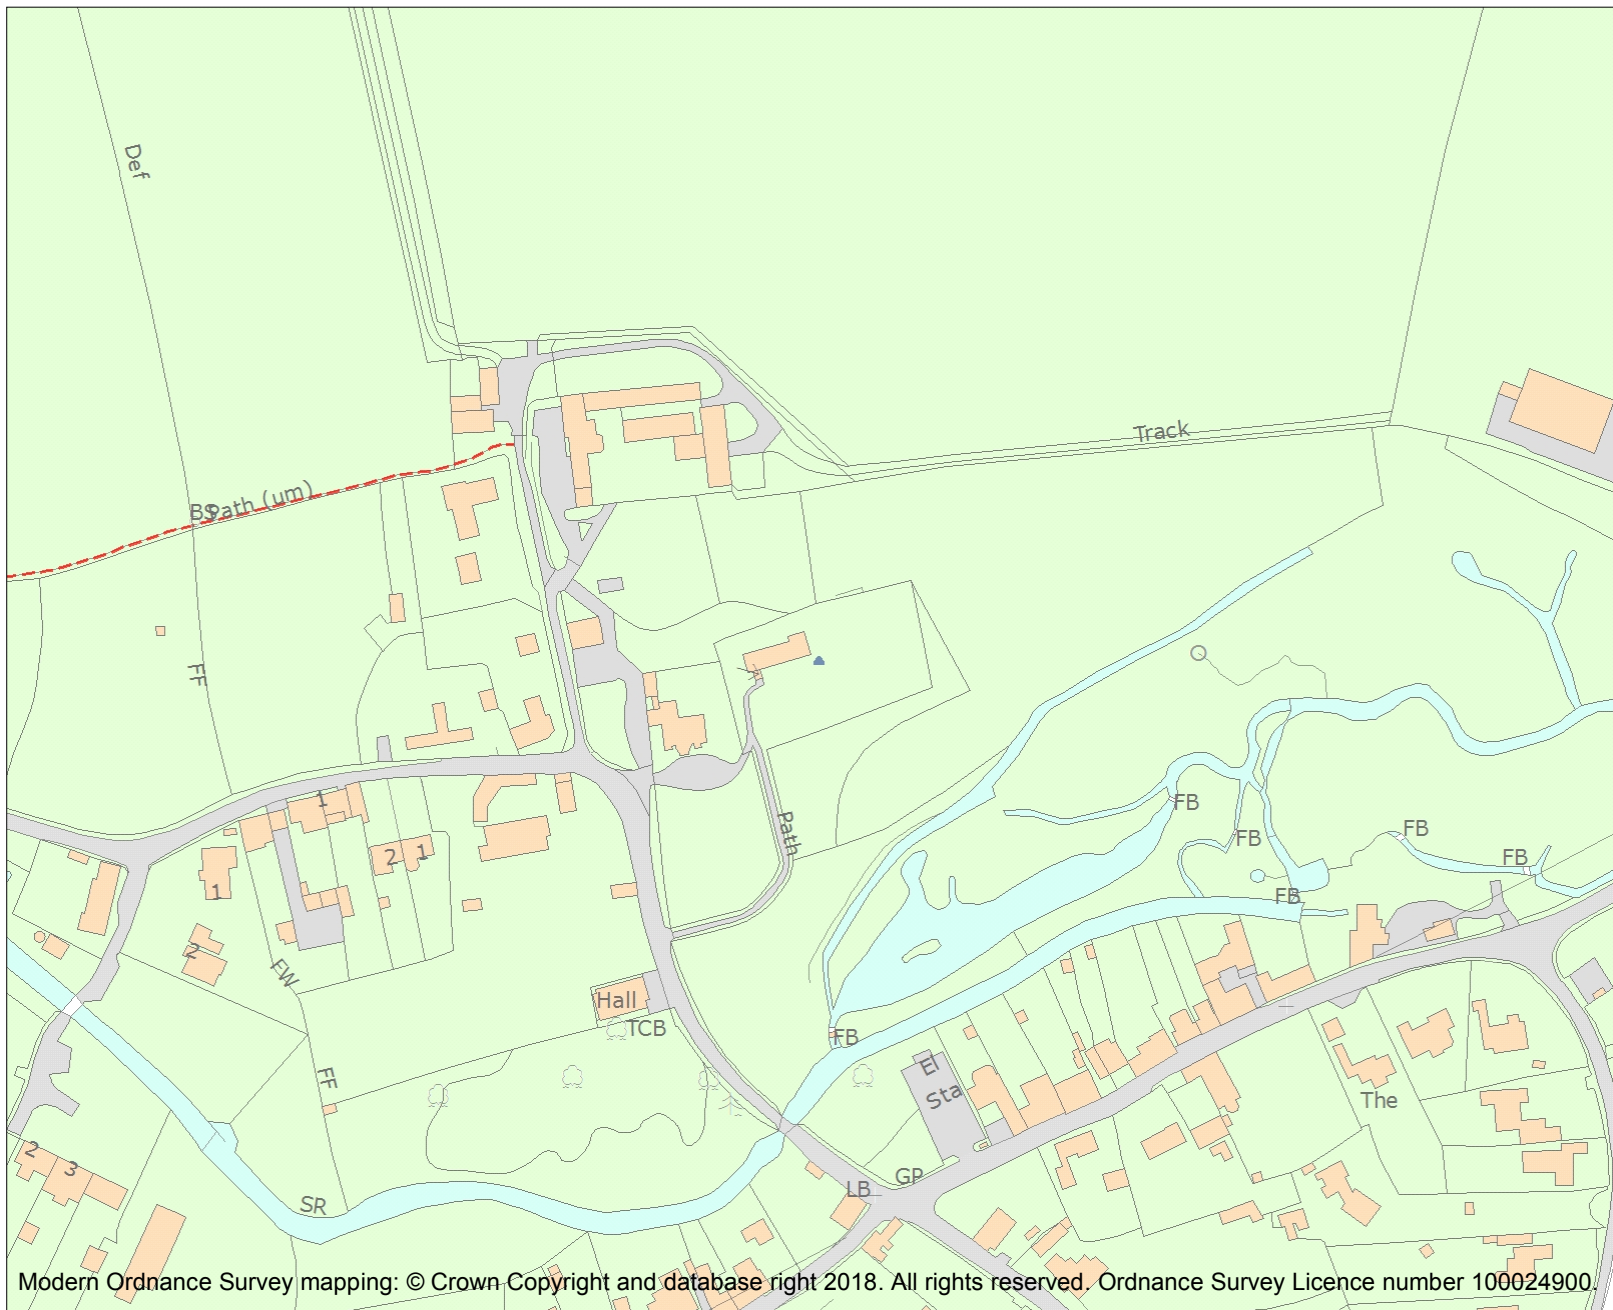 Def
Track
BS
Path (um)
FF
1
2
1
1
2
Path
FB
FB
FB
FB
FB
FW
Hall
TCB
FB
El
Sta
The
FF
2
3
SR
GP
LB
Modern Ordnance Survey mapping: © Crown Copyright and database right 2018. All rights reserved. Ordnance Survey Licence number 100024900.